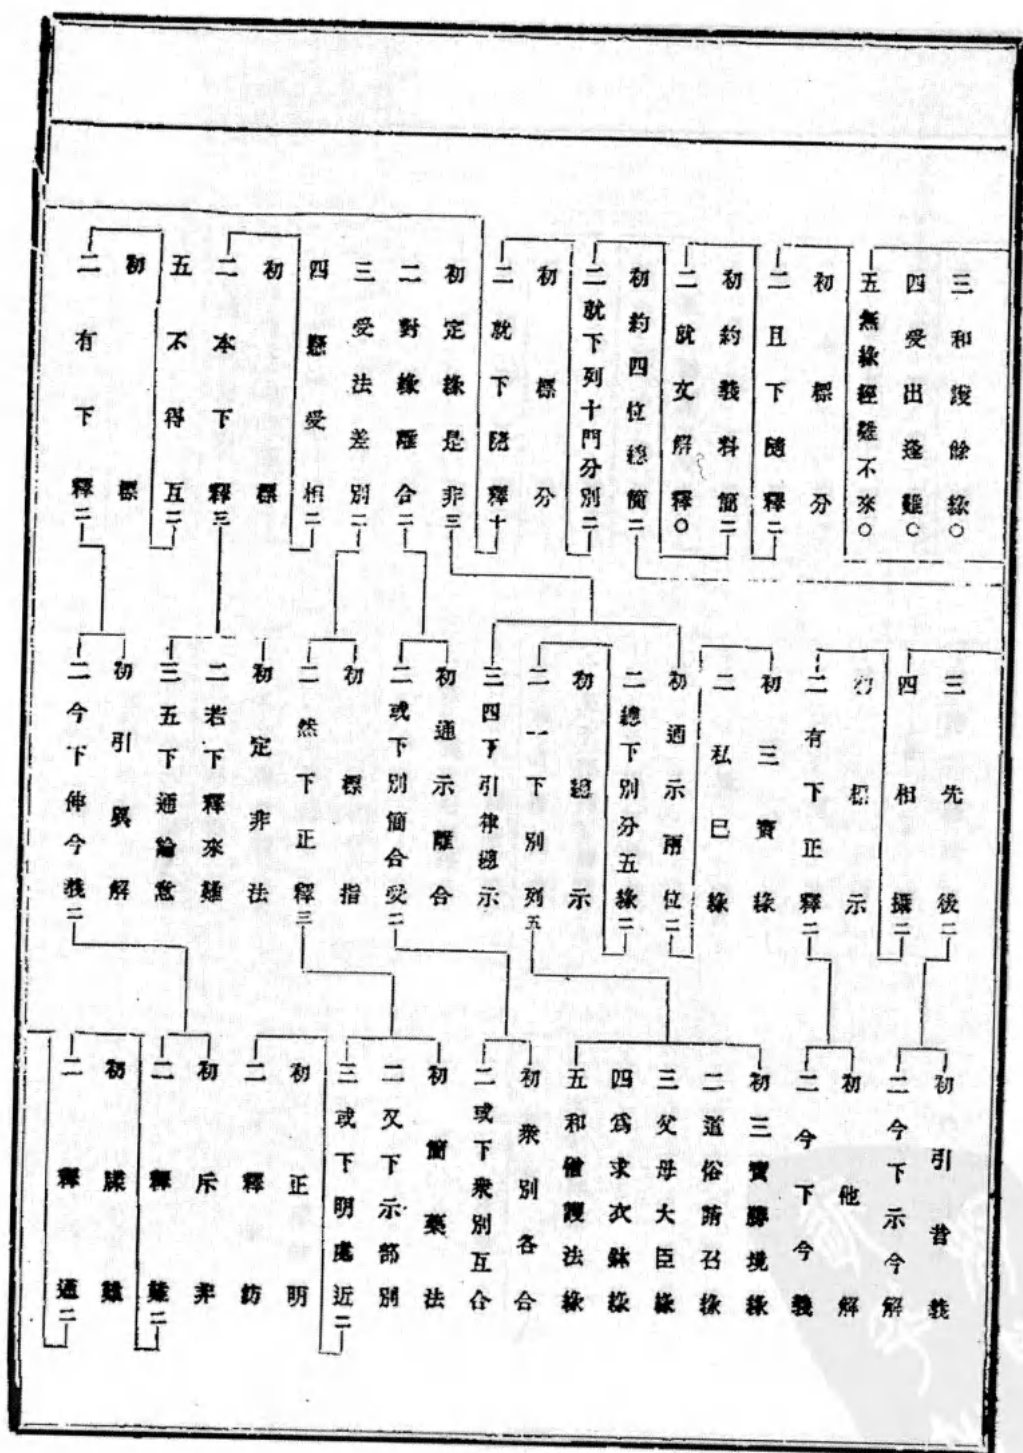 三和護餘緣○
四受出逢難○
五無緣經難不來○
初標分
二且下隨釋二
初約義料簡二
二就文解釋○
初約四位總簡二
二就下列十門分別二
初標分
二就下隨釋十
初定緣是非三
二對緣離合二
三受法差別二
四懸受相二
初標
二本下釋三
五不得互二
初標
二有下釋二
三先後二
四相攝二
初標示
二有下正釋二
初三寶緣
二私已緣
初通示兩位二
二總下別分五緣二
初總示
二一下別列五
三四下引律總示
初通示離合
二或下別簡合受二
初標指
二然下正釋三
初定非法
二若下釋來難
三五下通論意
初引異解
二今下伸今義二
初引昔義
二今下示今解
初他解
二今下今義
初三寶勝境緣
二道俗請召緣
三父母大臣緣
四為求衣鉢緣
五和僧護法緣
初衆別各合
二或下衆別互合
初簡藥法
二又下示部別
三或下明處近二
初正明
二釋妨
初斥非
二釋難二
初牒難
二釋通二